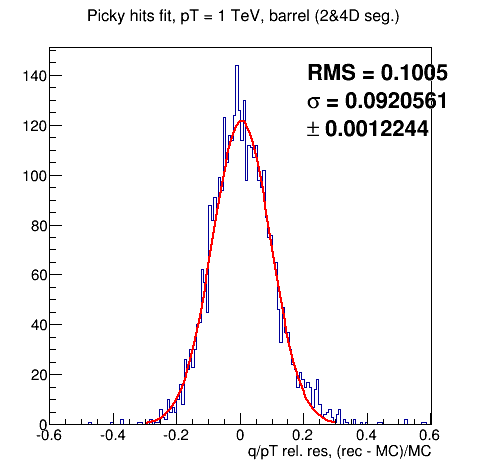 Picky hits fit, pT = 1 TeV, barrel (2&4D seg.)
RMS = 0.1005
σ = 0.0920561
± 0.0012244
140
120
100
80
60
40
20
0
-0.6 -0.4 -0.2 0 0.2 0.4 0.6
q/pT rel. res, (rec - MC)/MC